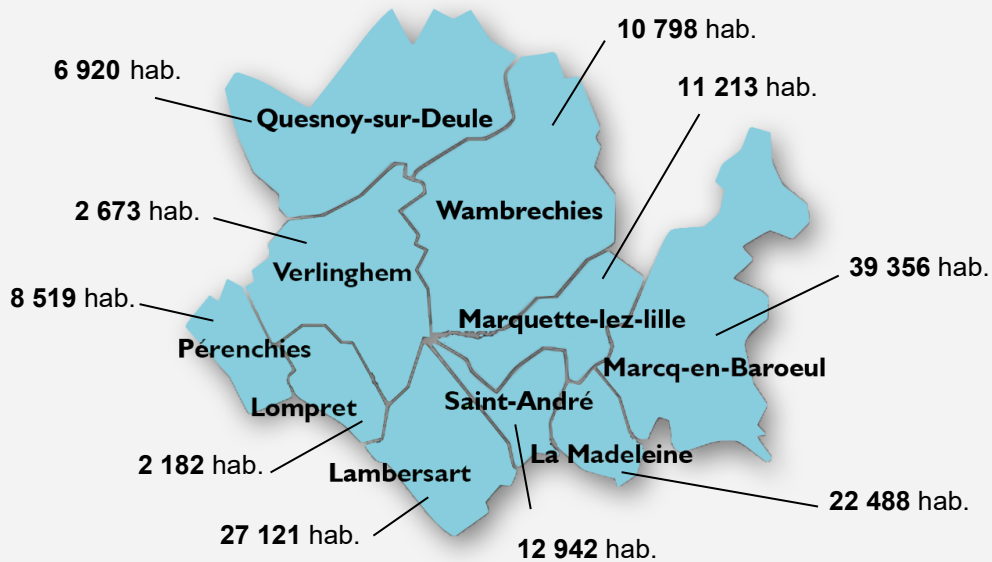 10 798 hab.
6 920 hab.
11 213 hab.
Quesnoy-sur-Deule
2 673 hab.
Wambrechies
Verlinghem
39 356 hab.
8 519 hab.
Marquette-lez-lille
Pérenchies
Marcq-en-Baroeul
Lompret
Saint-André
La Madeleine
2 182 hab.
Lambersart
22 488 hab.
27 121 hab.
12 942 hab.